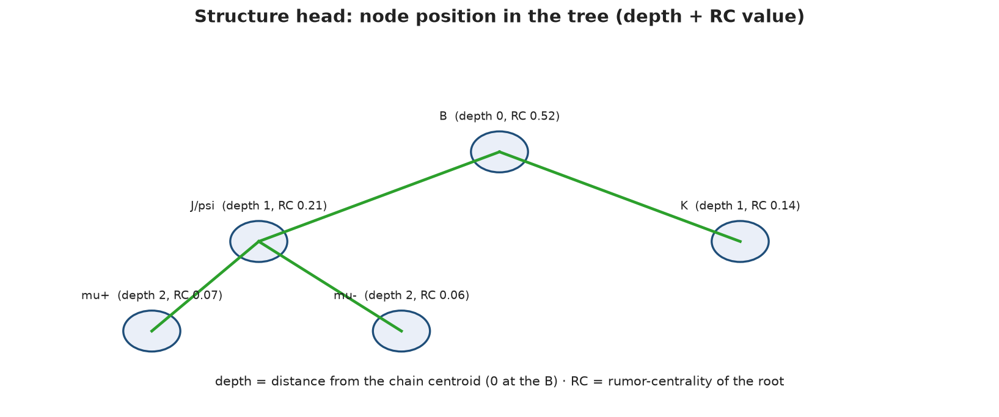 Structure head: node position in the tree (depth + RC value)
B (depth 0, RC 0.52)
J/psi (depth 1, RC 0.21)
K (depth 1, RC 0.14)
mu+ (depth 2, RC 0.07)
mu- (depth 2, RC 0.06)
depth = distance from the chain centroid (0 at the B) · RC = rumor-centrality of the root